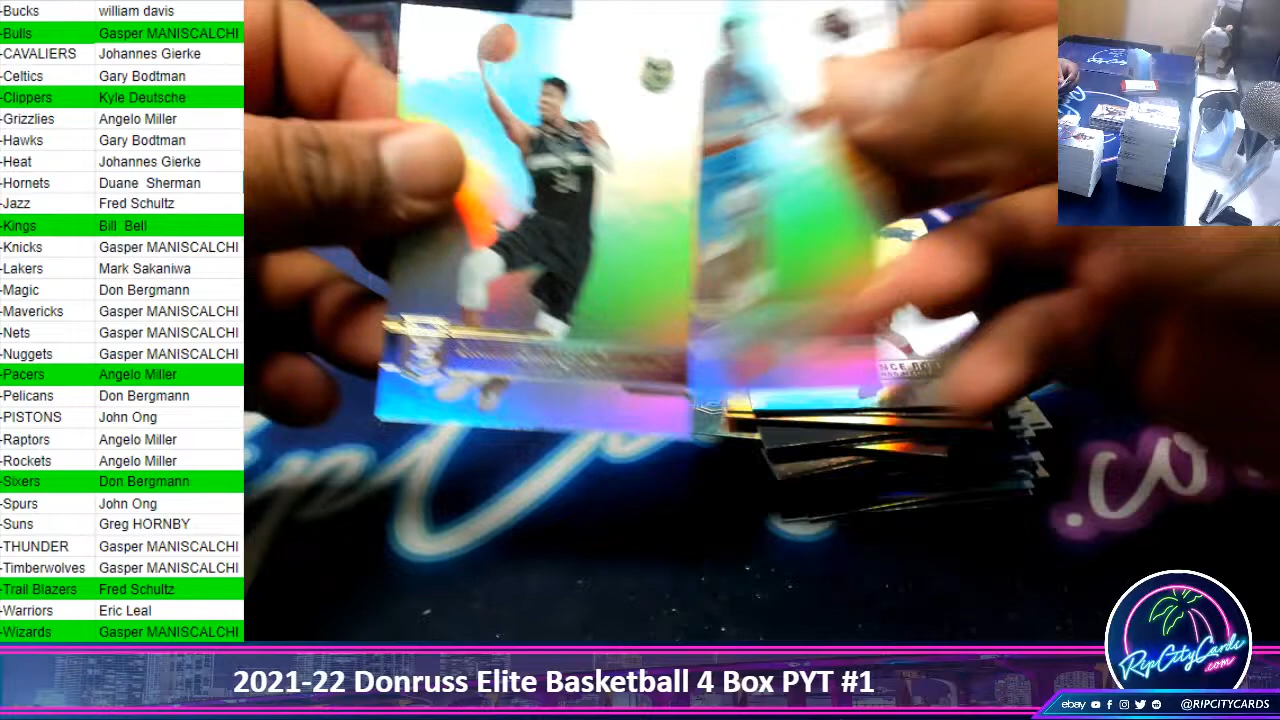 -Bucks william davis
-Bulls Gasper MANISCALCHI
-CAVALIERS Johannes Gierke
-Celtics Gary Bodtman
-Clippers Kyle Deutsche
-Grizzlies Angelo Miller
-Hawks Gary Bodtman
-Heat Johannes Gierke
-Hornets Duane Sherman
-Jazz Fred Schultz
-Kings Bill Bell
-Knicks Gasper MANISCALCHI
-Lakers Mark Sakaniwa
-Magic Don Bergmann
-Mavericks Gasper MANISCALCHI
-Nets Gasper MANISCALCHI
-Nuggets Gasper MANISCALCHI
-Pacers Angelo Miller
-Pelicans Don Bergmann
-PISTONS John Ong
-Raptors Angelo Miller
-Rockets Angelo Miller
-Sixers Don Bergmann
-Spurs John Ong
-Suns Greg HORNBY
-THUNDER Gasper MANISCALCHI
-Timberwolves Gasper MANISCALCHI
-Trail Blazers Fred Schultz
-Warriors Eric Leal
-Wizards Gasper MANISCALCHI
34
.co
2021-22 Donruss Elite Basketball 4 Box PYT #1
RipCityCards
.com
ebay @RIPCITYCARDS